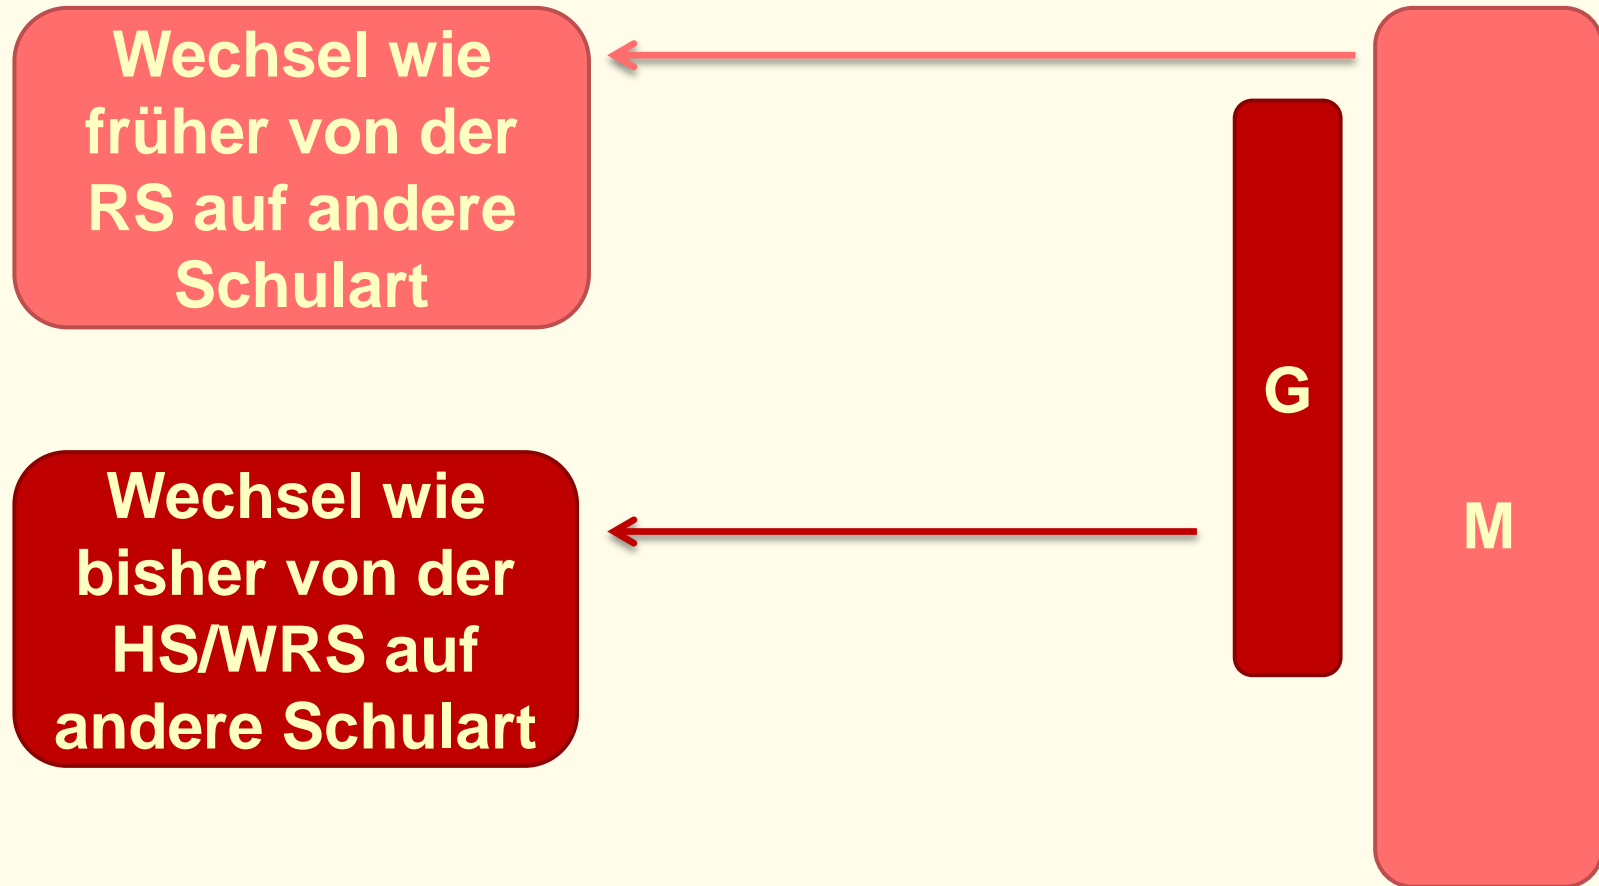 Wechsel wie
früher von der
RS auf andere
Schulart
G
Wechsel wie
bisher von der
HS/WRS auf
andere Schulart
M